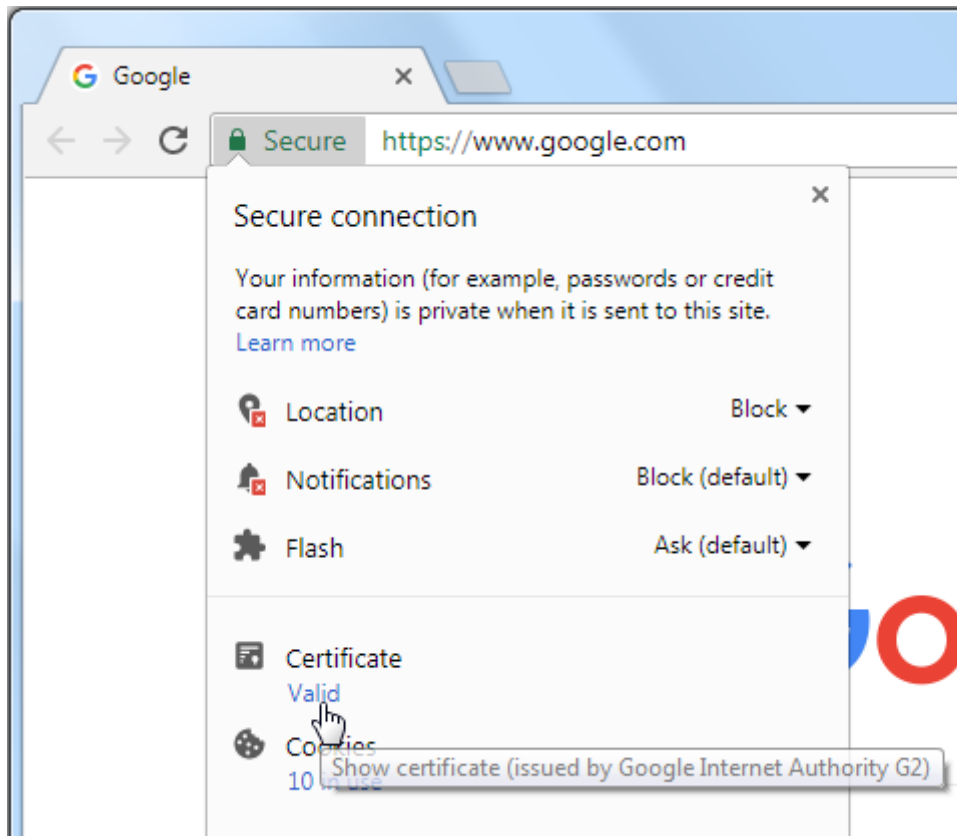 Google
Secure https://www.google.com
Secure connection
Your information (for example, passwords or credit
card numbers) is private when it is sent to this site.
Learn more
Location Block
Notifications Block (default)
Flash Ask (default)
Certificate
Valid
Cookies
Show certificate (issued by Google Internet Authority G2)
10 in use